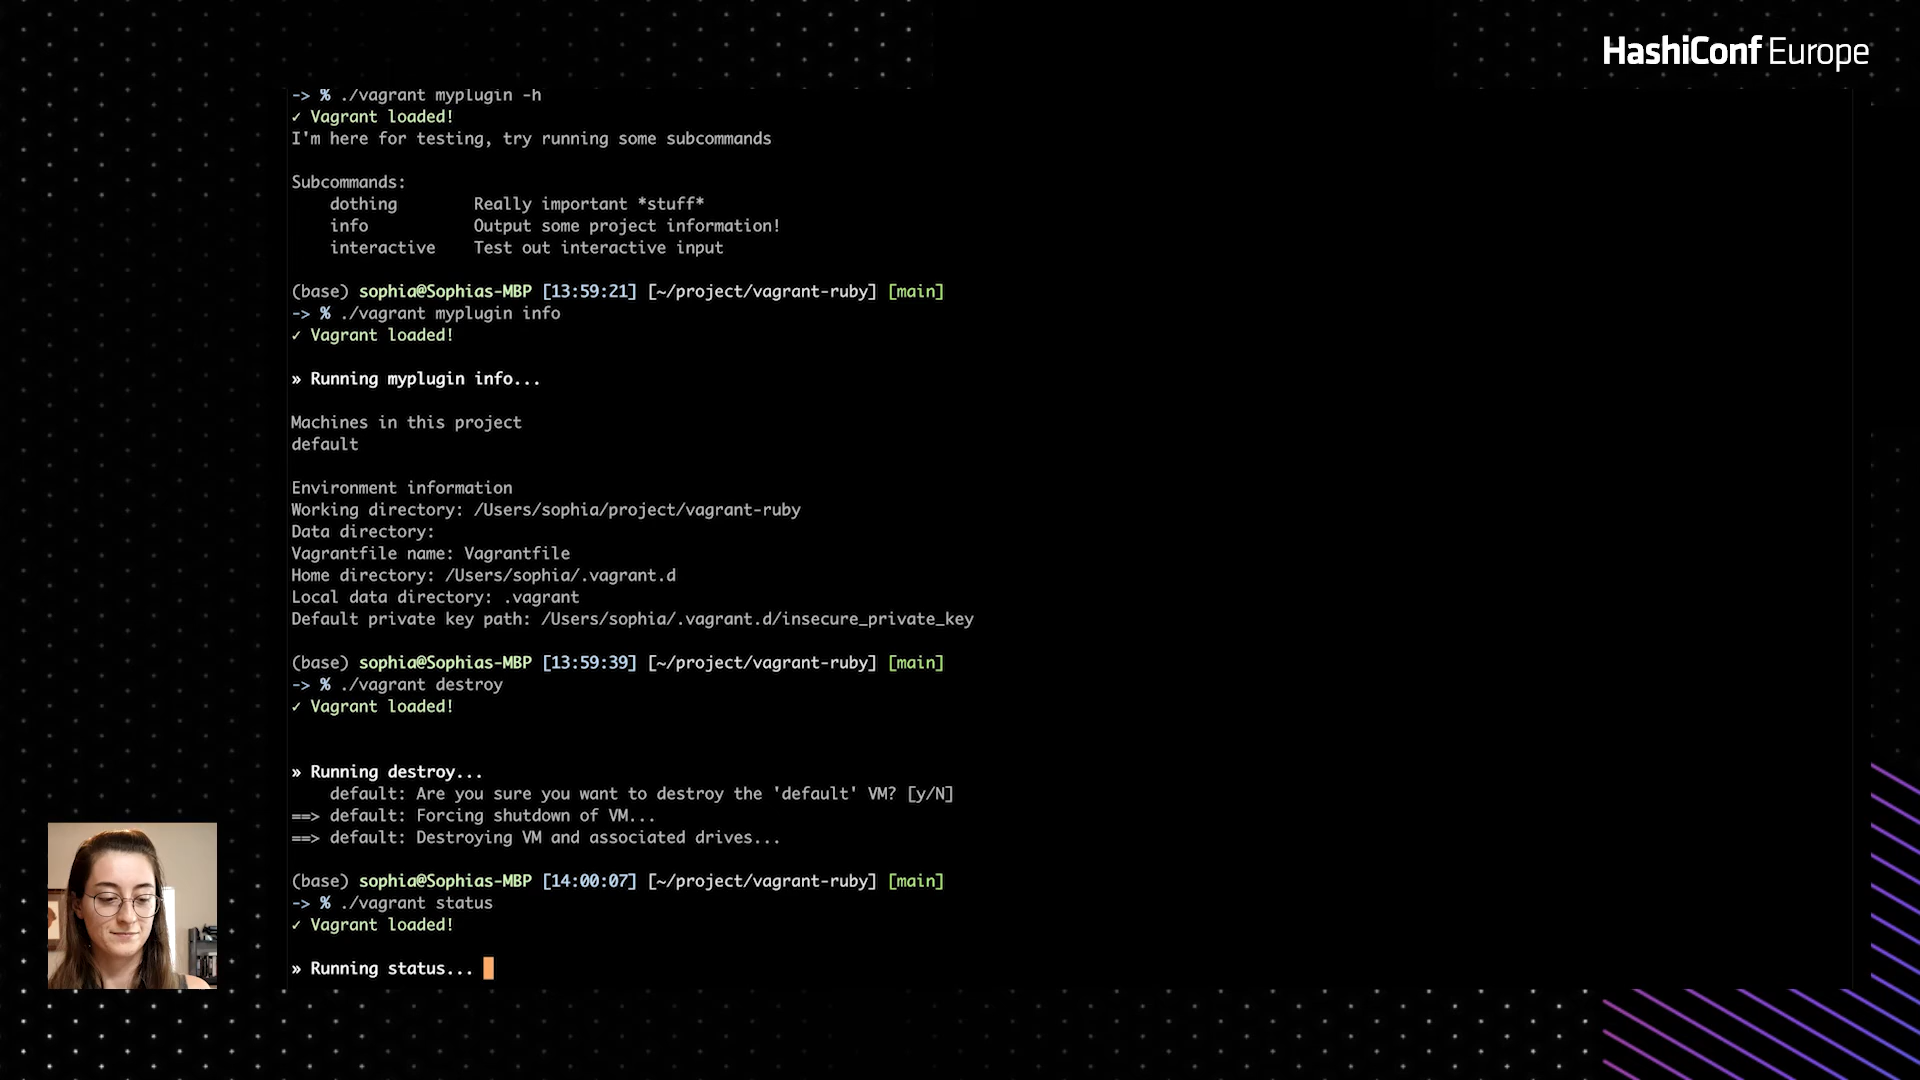 HashiConf Europe
-> % ./vagrant myplugin -h
✓ Vagrant loaded!
I'm here for testing, try running some subcommands
Subcommands:
dothing Really important *stuff*
info Output some project information!
interactive Test out interactive input
(base) sophia@Sophias-MBP [13:59:21] [~/project/vagrant-ruby] [main]
-> % ./vagrant myplugin info
✓ Vagrant loaded!
» Running myplugin info...
Machines in this project
default
Environment information
Working directory: /Users/sophia/project/vagrant-ruby
Data directory:
Vagrantfile name: Vagrantfile
Home directory: /Users/sophia/.vagrant.d
Local data directory: .vagrant
Default private key path: /Users/sophia/.vagrant.d/insecure_private_key
(base) sophia@Sophias-MBP [13:59:39] [~/project/vagrant-ruby] [main]
-> % ./vagrant destroy
✓ Vagrant loaded!
» Running destroy...
default: Are you sure you want to destroy the 'default' VM? [y/N]
==> default: Forcing shutdown of VM...
==> default: Destroying VM and associated drives...
(base) sophia@Sophias-MBP [14:00:07] [~/project/vagrant-ruby] [main]
-> % ./vagrant status
✓ Vagrant loaded!
» Running status...